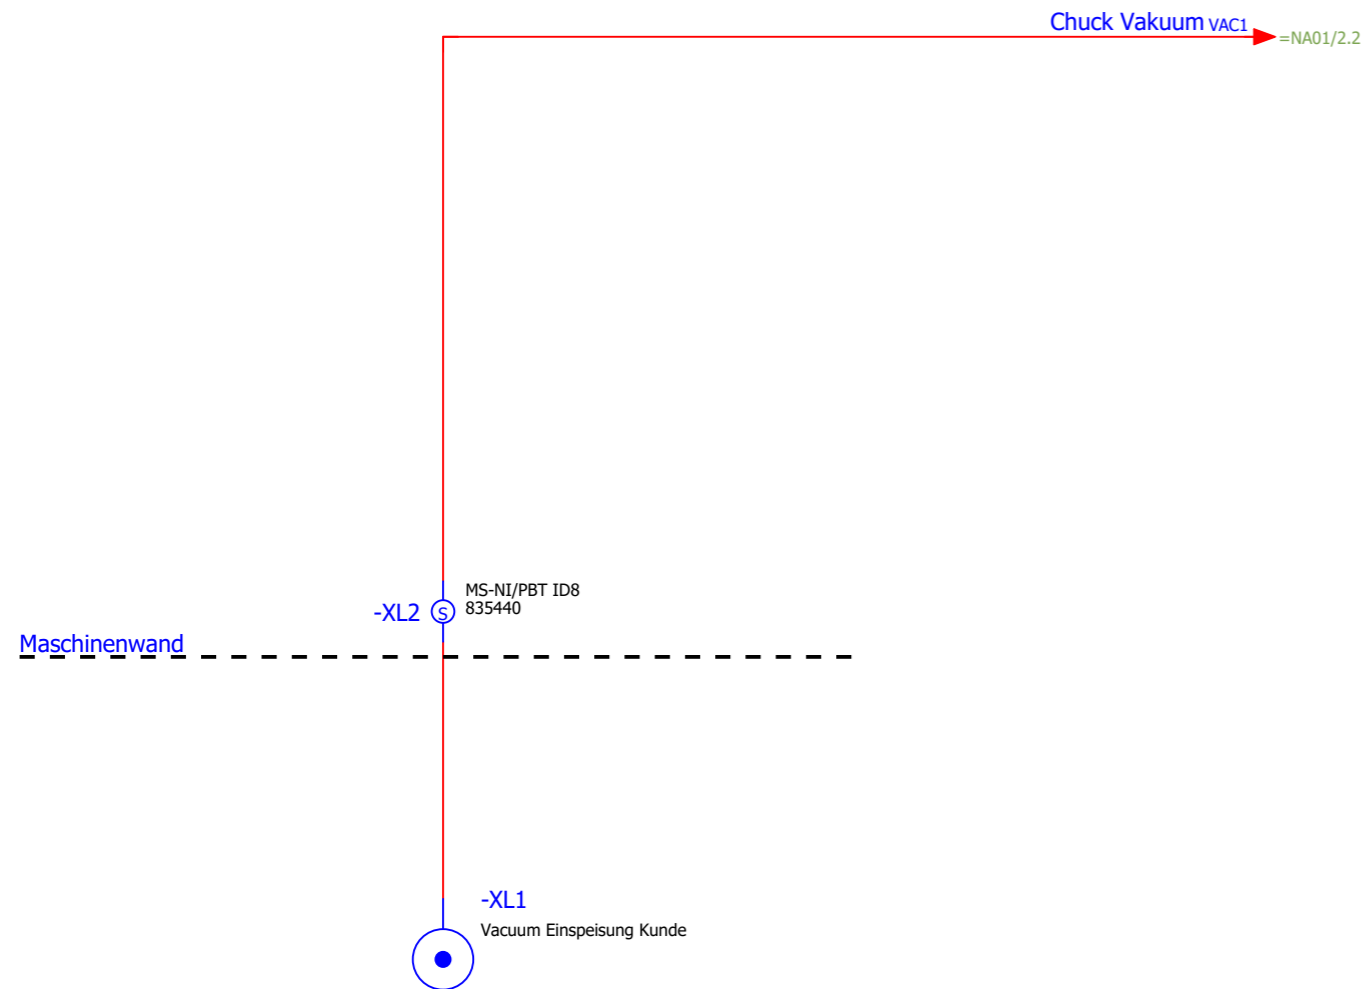 Chuck Vakuum VAC1 =NA01/2.2
MS-NI/PBT ID8
-XL2 S 835440
Maschinenwand
-XL1
Vacuum Einspeisung Kunde